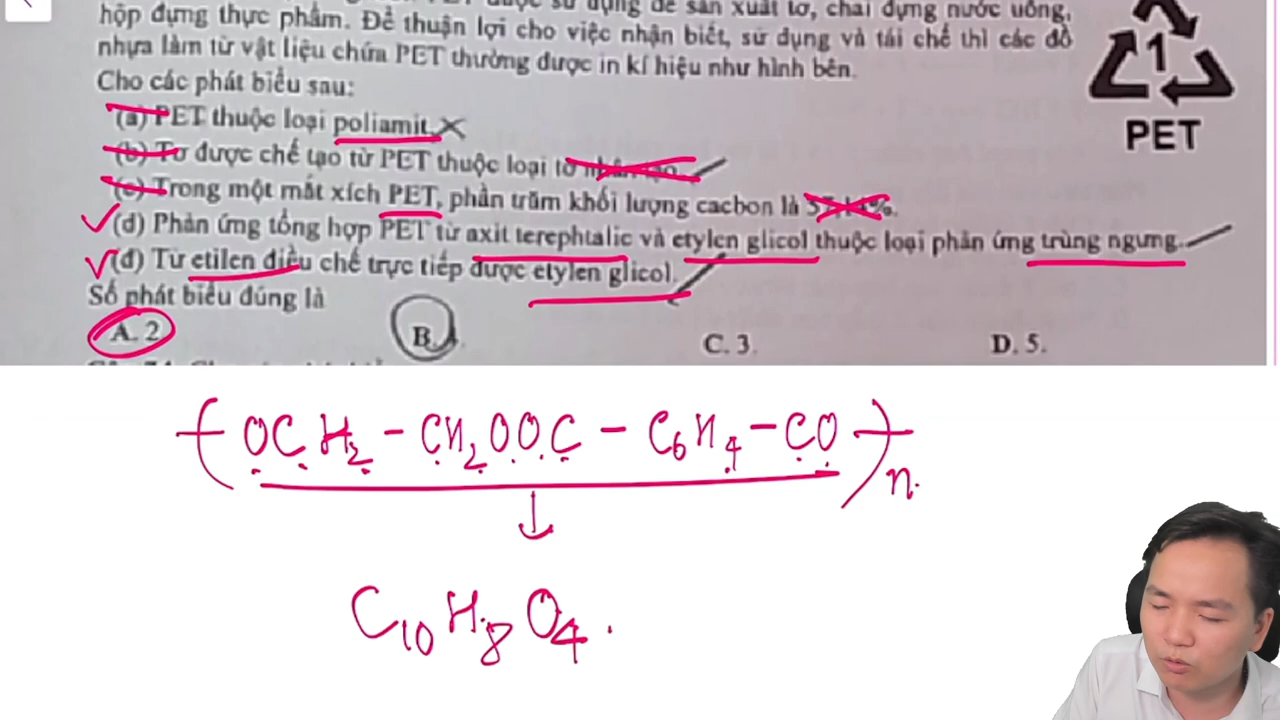 hộp đựng thực phẩm. Để thuận lợi cho việc nhận biết, sử dụng và tái chế thì các đồ
nhựa làm từ vật liệu chứa PET thường được in kí hiệu như hình bên.
Cho các phát biểu sau:
(a) PET thuộc loại poliamit.
(b) Tơ được chế tạo từ PET thuộc loại tơ
(c) Trong một mắt xích PET, phần trăm khối lượng cacbon là
(d) Phản ứng tổng hợp PET từ axit terephtalic và etylen glicol thuộc loại phản ứng trùng ngưng.
(đ) Từ etilen điều chế trực tiếp được etylen glicol.
Số phát biểu đúng là
A. 2
B.
C. 3.
D. 5.
1
PET
( OCH₂ - CH₂OOC - C₆H₄ - CO )n.
C₁₀H₈O₄.